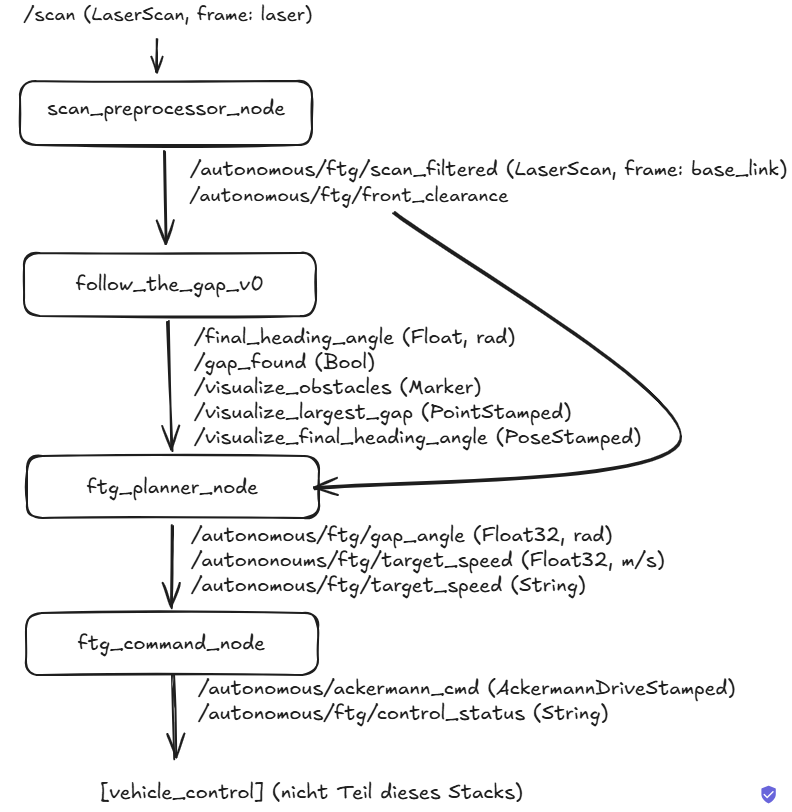 /scan (LaserScan, frame: laser)
scan_preprocessor_node
/autonomous/ftg/scan_filtered (LaserScan, frame: base_link)
/autonomous/ftg/front_clearance
follow_the_gap_v0
/final_heading_angle (Float, rad)
/gap_found (Bool)
/visualize_obstacles (Marker)
/visualize_largest_gap (PointStamped)
/visualize_final_heading_angle (PoseStamped)
ftg_planner_node
/autonomous/ftg/gap_angle (Float32, rad)
/autononoums/ftg/target_speed (Float32, m/s)
/autonomous/ftg/target_speed (String)
ftg_command_node
/autonomous/ackermann_cmd (AckermannDriveStamped)
/autonomous/ftg/control_status (String)
[vehicle_control] (nicht Teil dieses Stacks)